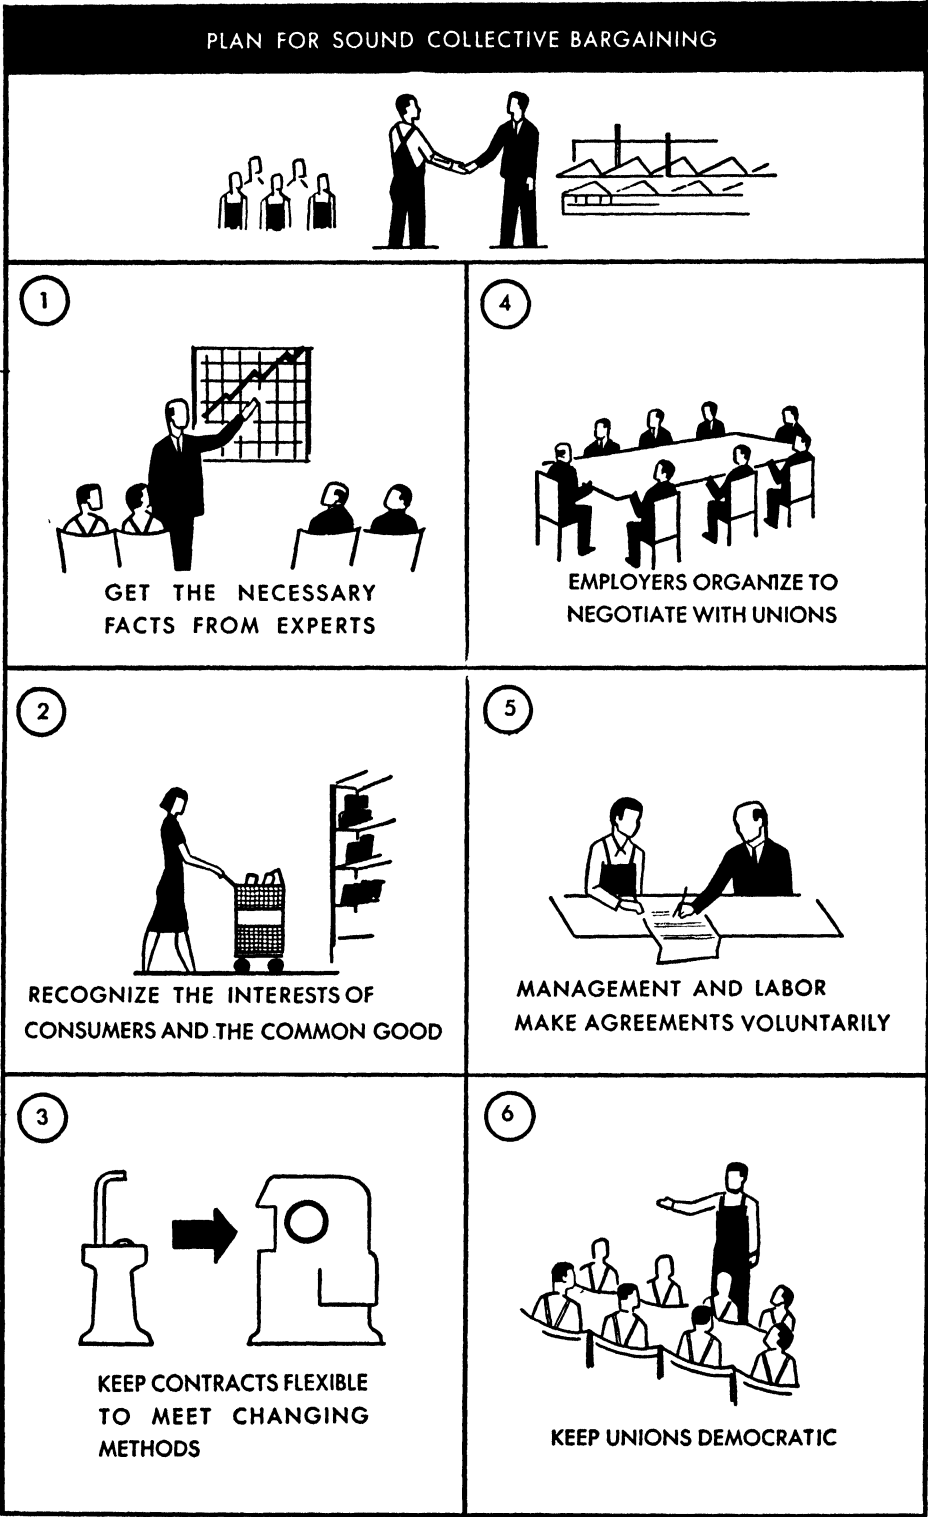 PLAN FOR SOUND COLLECTIVE BARGAINING
1
GET THE NECESSARY
FACTS FROM EXPERTS
2
RECOGNIZE THE INTERESTS OF
CONSUMERS AND THE COMMON GOOD
3
KEEP CONTRACTS FLEXIBLE
TO MEET CHANGING
METHODS
4
EMPLOYERS ORGANIZE TO
NEGOTIATE WITH UNIONS
5
MANAGEMENT AND LABOR
MAKE AGREEMENTS VOLUNTARILY
6
KEEP UNIONS DEMOCRATIC